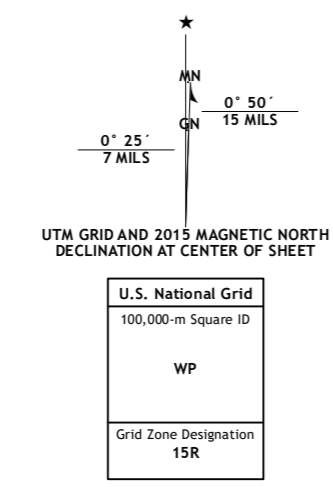 MN
0° 50´
15 MILS
GN
0° 25´
7 MILS
UTM GRID AND 2015 MAGNETIC NORTH
DECLINATION AT CENTER OF SHEET
U.S. National Grid
100,000-m Square ID
WP
Grid Zone Designation
15R